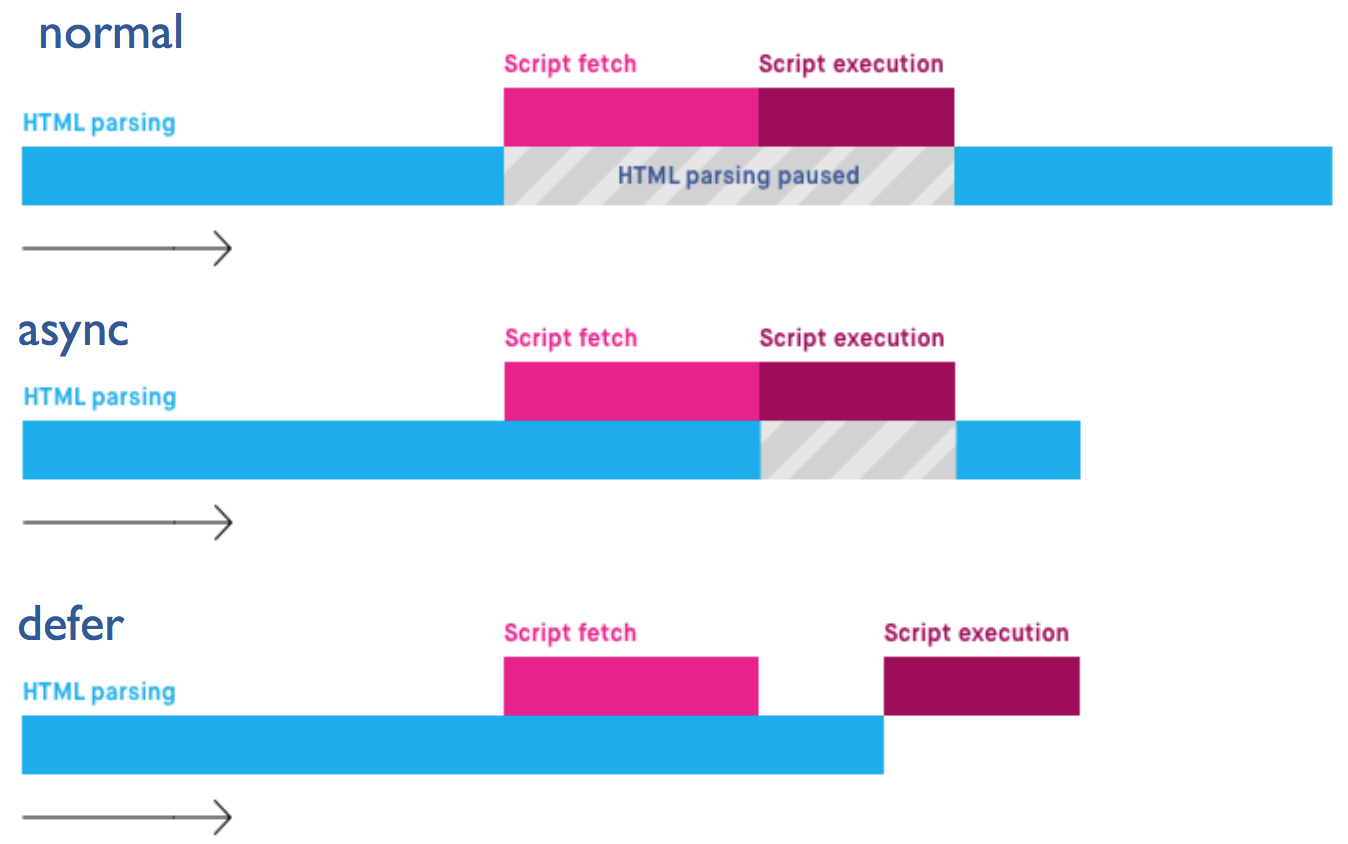 normal
Script fetch
Script execution
HTML parsing
HTML parsing paused
async
Script fetch
Script execution
HTML parsing
defer
Script fetch
Script execution
HTML parsing